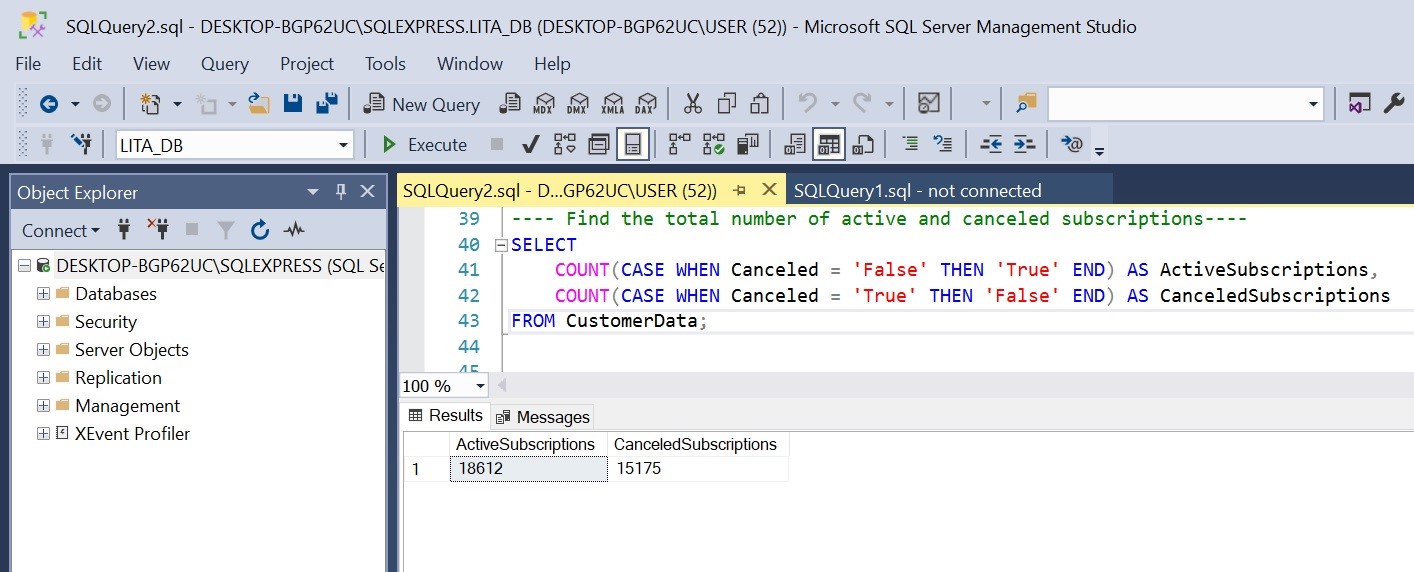 SQLQuery2.sql - DESKTOP-BGP62UC\SQLEXPRESS.LITA_DB (DESKTOP-BGP62UC\USER (52)) - Microsoft SQL Server Management Studio
File Edit View Query Project Tools Window Help
New Query MDX DMX XMLA DAX
LITA_DB Execute
Object Explorer
SQLQuery2.sql - D...GP62UC\USER (52)) SQLQuery1.sql - not connected
Connect
DESKTOP-BGP62UC\SQLEXPRESS (SQL Se
Databases
Security
Server Objects
Replication
Management
XEvent Profiler
39 ---- Find the total number of active and canceled subscriptions----
40 SELECT
41 COUNT(CASE WHEN Canceled = 'False' THEN 'True' END) AS ActiveSubscriptions,
42 COUNT(CASE WHEN Canceled = 'True' THEN 'False' END) AS CanceledSubscriptions
43 FROM CustomerData;
44
45
100 %
Results Messages
ActiveSubscriptions CanceledSubscriptions
1 18612 15175